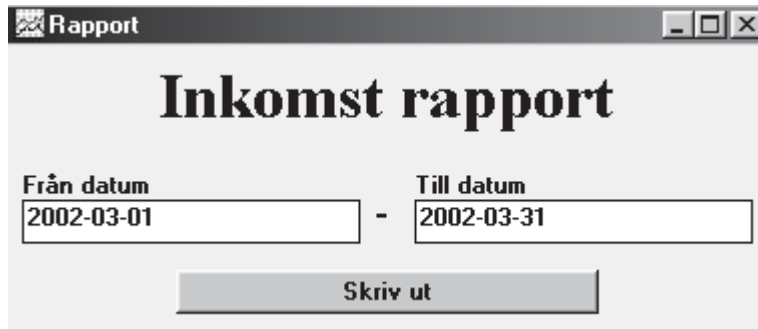 Rapport
Inkomst rapport
Från datum
Till datum
2002-03-01 - 2002-03-31
Skriv ut